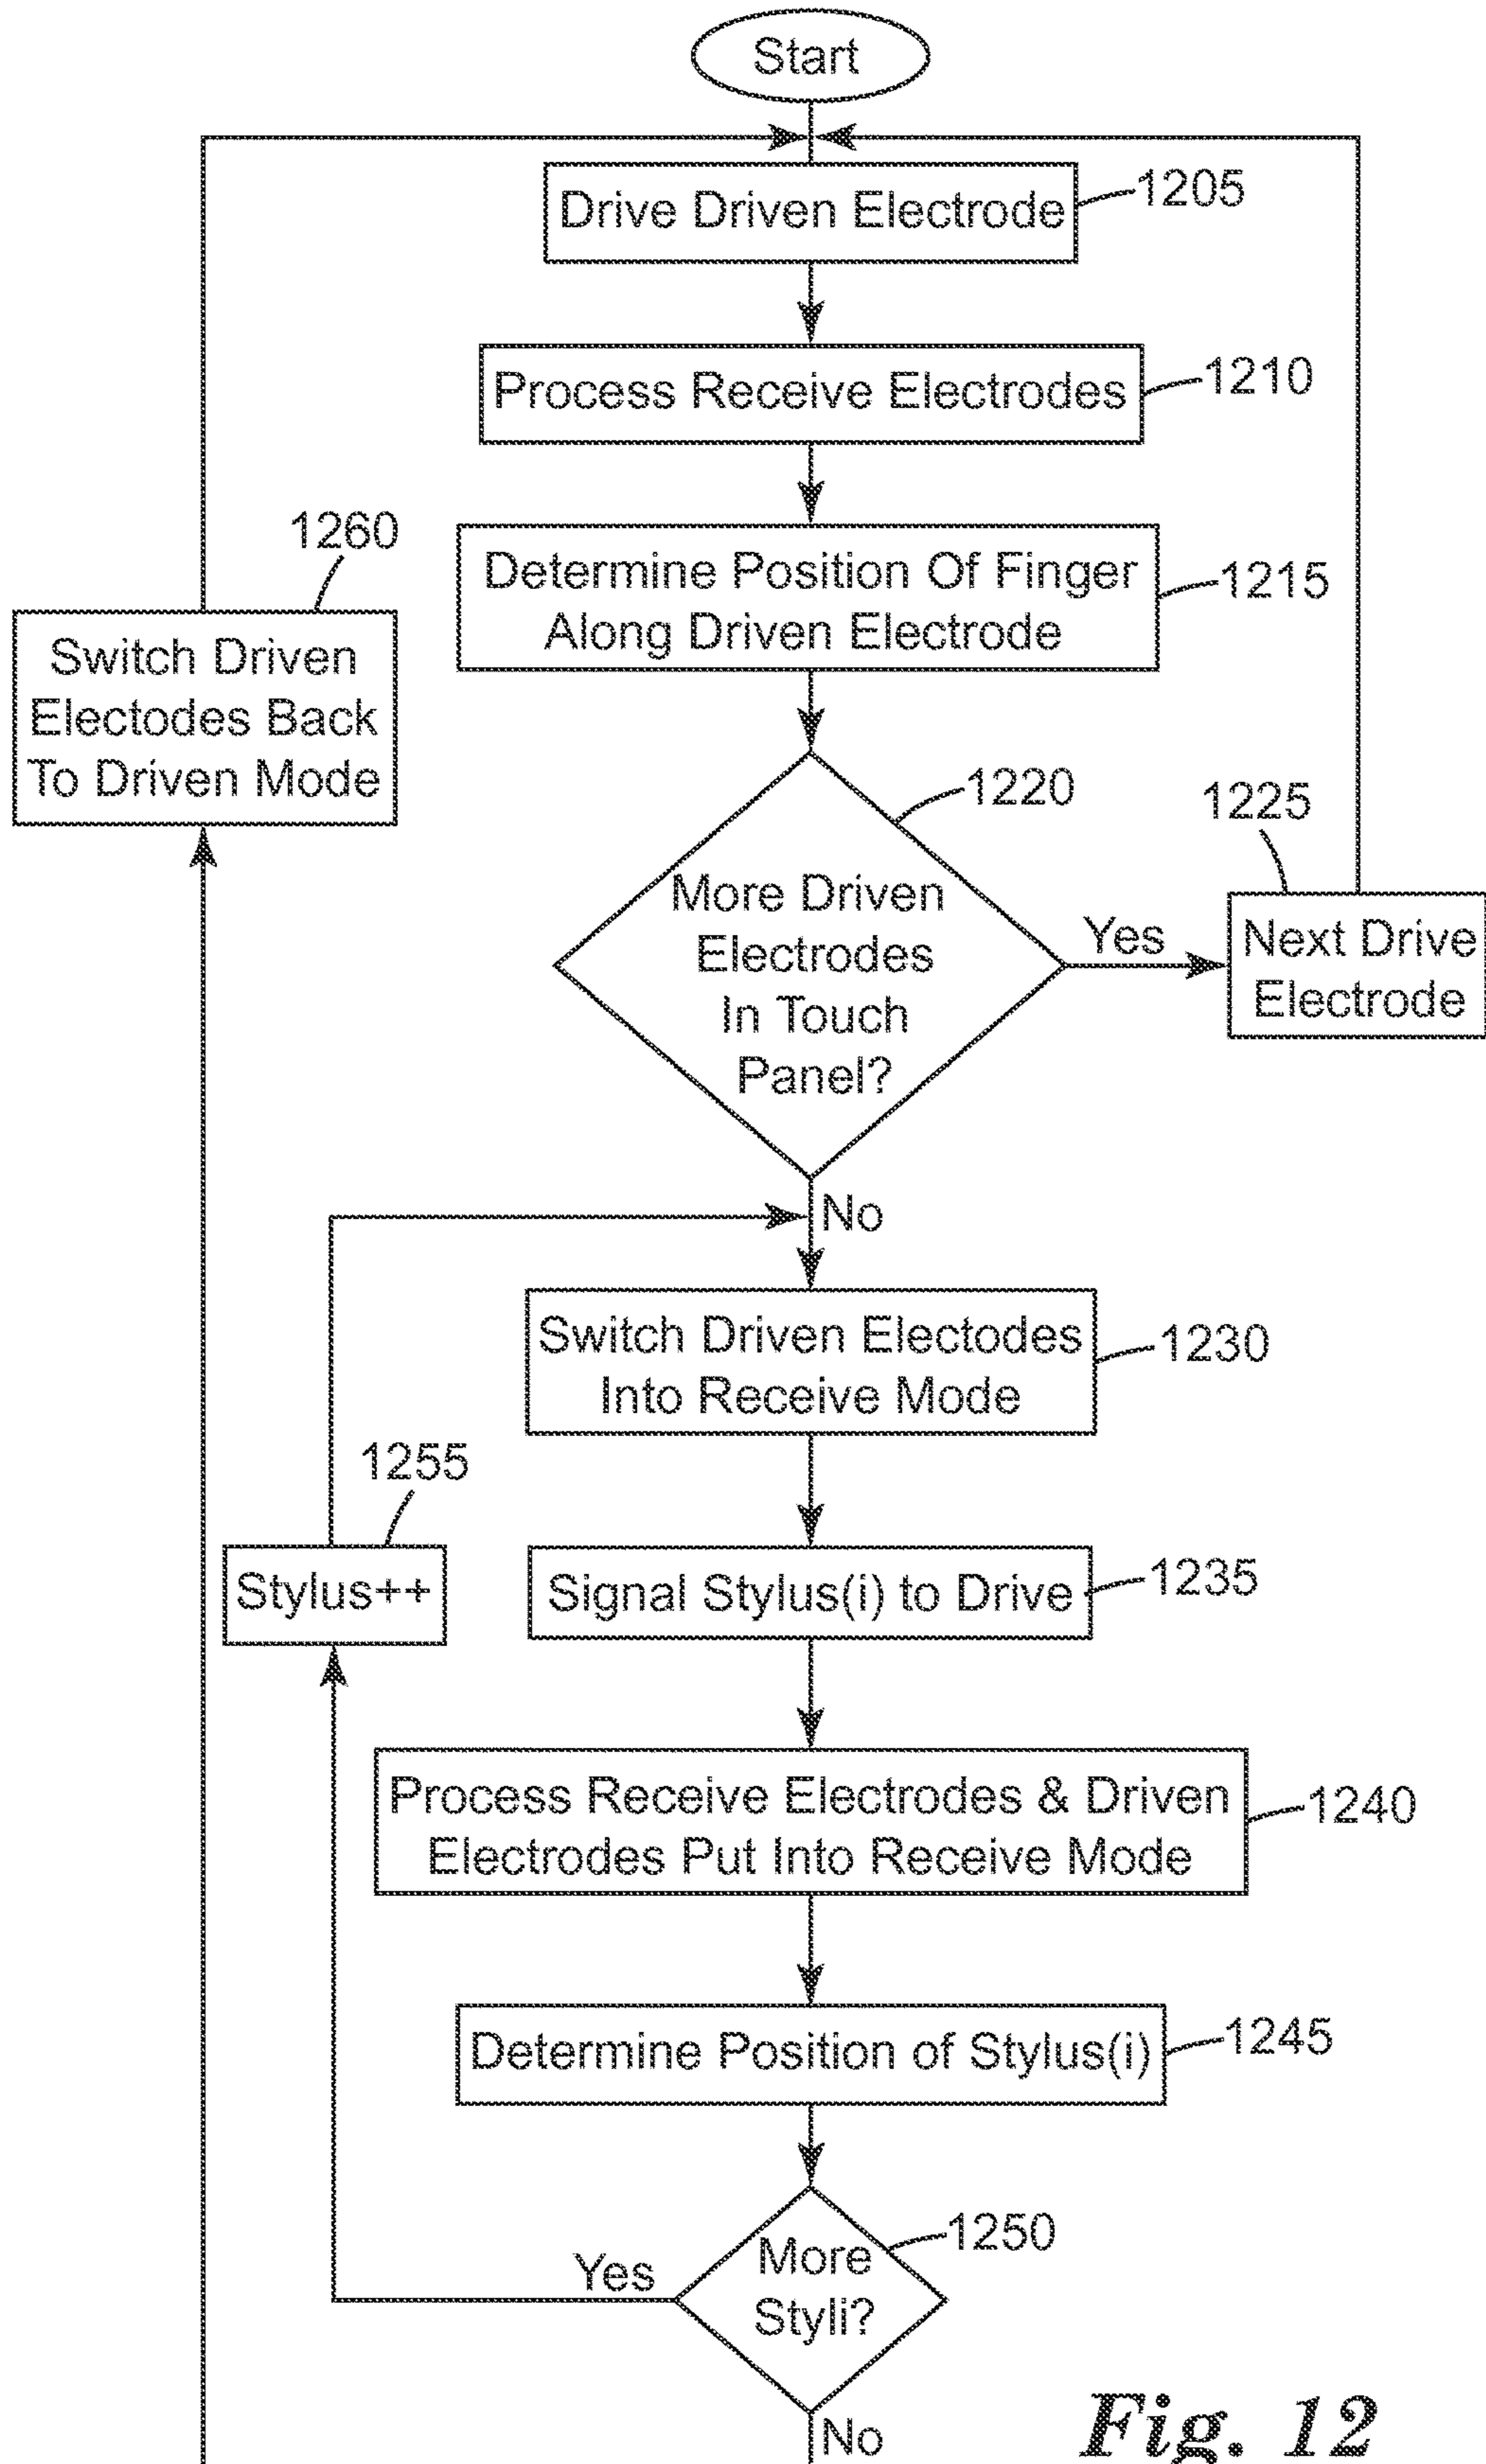 Start
Drive Driven Electrode
1205
Process Receive Electrodes
1210
Determine Position Of Finger
Along Driven Electrode
1215
1260
Switch Driven
Electodes Back
To Driven Mode
1220
More Driven
Electrodes
In Touch
Panel?
Yes
1225
Next Drive
Electrode
No
Switch Driven Electodes
Into Receive Mode
1230
1255
Stylus++
Signal Stylus(i) to Drive
1235
Process Receive Electrodes & Driven
Electrodes Put Into Receive Mode
1240
Determine Position of Stylus(i)
1245
1250
More
Styli?
Yes
No
Fig. 12